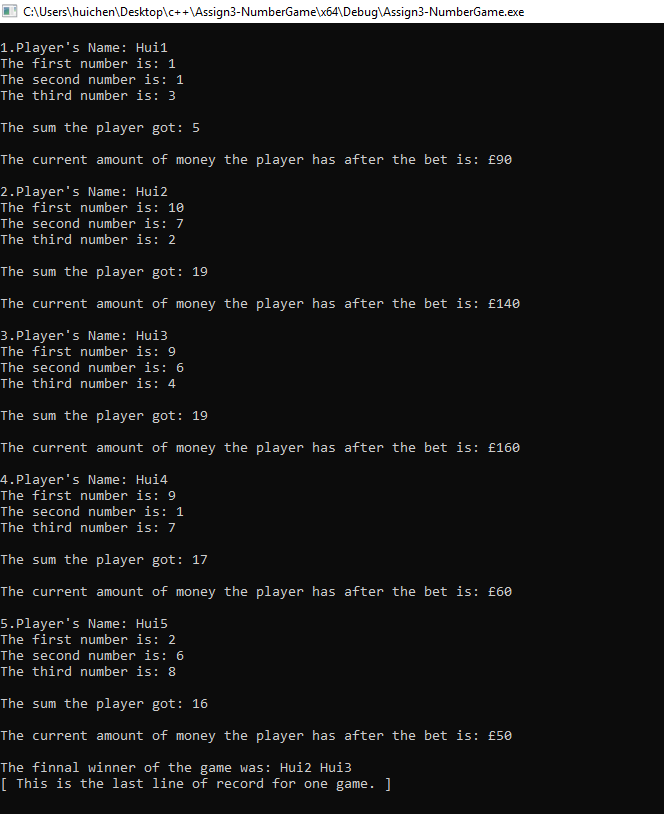 C:\Users\huichen\Desktop\c++\Assign3-NumberGame\x64\Debug\Assign3-NumberGame.exe
1.Player's Name: Hui1
The first number is: 1
The second number is: 1
The third number is: 3
The sum the player got: 5
The current amount of money the player has after the bet is: £90
2.Player's Name: Hui2
The first number is: 10
The second number is: 7
The third number is: 2
The sum the player got: 19
The current amount of money the player has after the bet is: £140
3.Player's Name: Hui3
The first number is: 9
The second number is: 6
The third number is: 4
The sum the player got: 19
The current amount of money the player has after the bet is: £160
4.Player's Name: Hui4
The first number is: 9
The second number is: 1
The third number is: 7
The sum the player got: 17
The current amount of money the player has after the bet is: £60
5.Player's Name: Hui5
The first number is: 2
The second number is: 6
The third number is: 8
The sum the player got: 16
The current amount of money the player has after the bet is: £50
The finnal winner of the game was: Hui2 Hui3
[ This is the last line of record for one game. ]